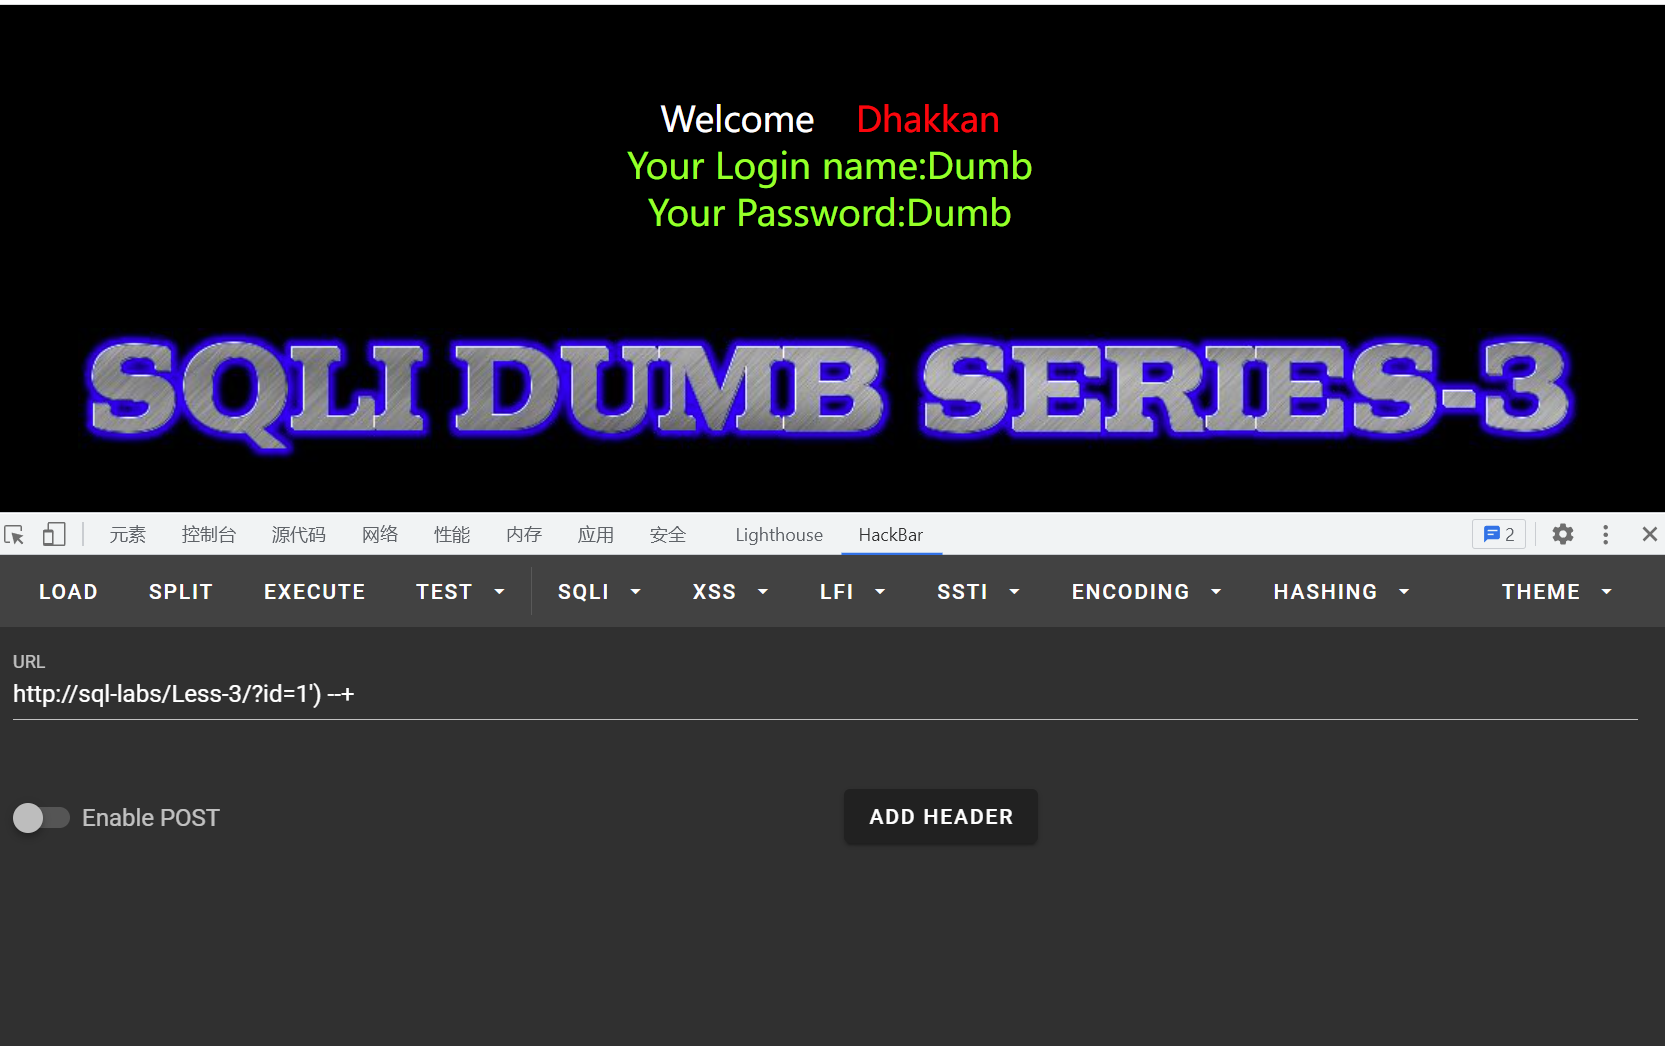 Welcome Dhakkan
Your Login name:Dumb
Your Password:Dumb
SQLI DUMB SERIES-3
元素 控制台 源代码 网络 性能 内存 应用 安全 Lighthouse HackBar 2
LOAD SPLIT EXECUTE TEST SQLI XSS LFI SSTI ENCODING HASHING THEME
URL
http://sql-labs/Less-3/?id=1') --+
Enable POST ADD HEADER